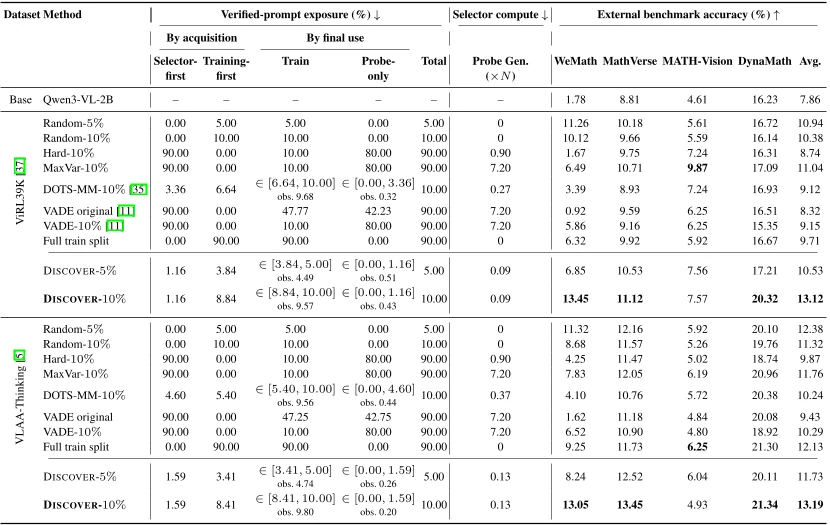 Dataset Method Verified-prompt exposure (%) ↓ Selector compute ↓ External benchmark accuracy (%) ↑
By acquisition By final use
Selector-first Training-first Train Probe-only Total Probe Gen. (×N) WeMath MathVerse MATH-Vision DynaMath Avg.
Base Qwen3-VL-2B – – – – – – 1.78 8.81 4.61 16.23 7.86
ViRL39K [37]
Random-5% 0.00 5.00 5.00 0.00 5.00 0 11.26 10.18 5.61 16.72 10.94
Random-10% 0.00 10.00 10.00 0.00 10.00 0 10.12 9.66 5.59 16.14 10.38
Hard-10% 90.00 0.00 10.00 80.00 90.00 0.90 1.67 9.75 7.24 16.31 8.74
MaxVar-10% 90.00 0.00 10.00 80.00 90.00 7.20 6.49 10.71 9.87 17.09 11.04
DOTS-MM-10% [35] 3.36 6.64 ∈ [6.64, 10.00] ∈ [0.00, 3.36] 10.00 0.27 3.39 8.93 7.24 16.93 9.12
obs. 9.68 obs. 0.32
VADE original [11] 90.00 0.00 47.77 42.23 90.00 7.20 0.92 9.59 6.25 16.51 8.32
VADE-10% [11] 90.00 0.00 10.00 80.00 90.00 7.20 5.86 9.16 6.25 15.35 9.15
Full train split 0.00 90.00 90.00 0.00 90.00 0 6.32 9.92 5.92 16.67 9.71
DISCOVER-5% 1.16 3.84 ∈ [3.84, 5.00] ∈ [0.00, 1.16] 5.00 0.09 6.85 10.53 7.56 17.21 10.53
obs. 4.49 obs. 0.51
DISCOVER-10% 1.16 8.84 ∈ [8.84, 10.00] ∈ [0.00, 1.16] 10.00 0.09 13.45 11.12 7.57 20.32 13.12
obs. 9.57 obs. 0.43
VLAA-Thinking [5]
Random-5% 0.00 5.00 5.00 0.00 5.00 0 11.32 12.16 5.92 20.10 12.38
Random-10% 0.00 10.00 10.00 0.00 10.00 0 8.68 11.57 5.26 19.76 11.32
Hard-10% 90.00 0.00 10.00 80.00 90.00 0.90 4.25 11.47 5.02 18.74 9.87
MaxVar-10% 90.00 0.00 10.00 80.00 90.00 7.20 7.83 12.05 6.19 20.96 11.76
DOTS-MM-10% 4.60 5.40 ∈ [5.40, 10.00] ∈ [0.00, 4.60] 10.00 0.37 4.10 10.76 5.72 20.38 10.24
obs. 9.56 obs. 0.44
VADE original 90.00 0.00 47.25 42.75 90.00 7.20 1.62 11.18 4.84 20.08 9.43
VADE-10% 90.00 0.00 10.00 80.00 90.00 7.20 6.52 10.90 4.80 18.92 10.29
Full train split 0.00 90.00 90.00 0.00 90.00 0 9.25 11.73 6.25 21.30 12.13
DISCOVER-5% 1.59 3.41 ∈ [3.41, 5.00] ∈ [0.00, 1.59] 5.00 0.13 8.24 12.52 6.04 20.11 11.73
obs. 4.74 obs. 0.26
DISCOVER-10% 1.59 8.41 ∈ [8.41, 10.00] ∈ [0.00, 1.59] 10.00 0.13 13.05 13.45 4.93 21.34 13.19
obs. 9.80 obs. 0.20